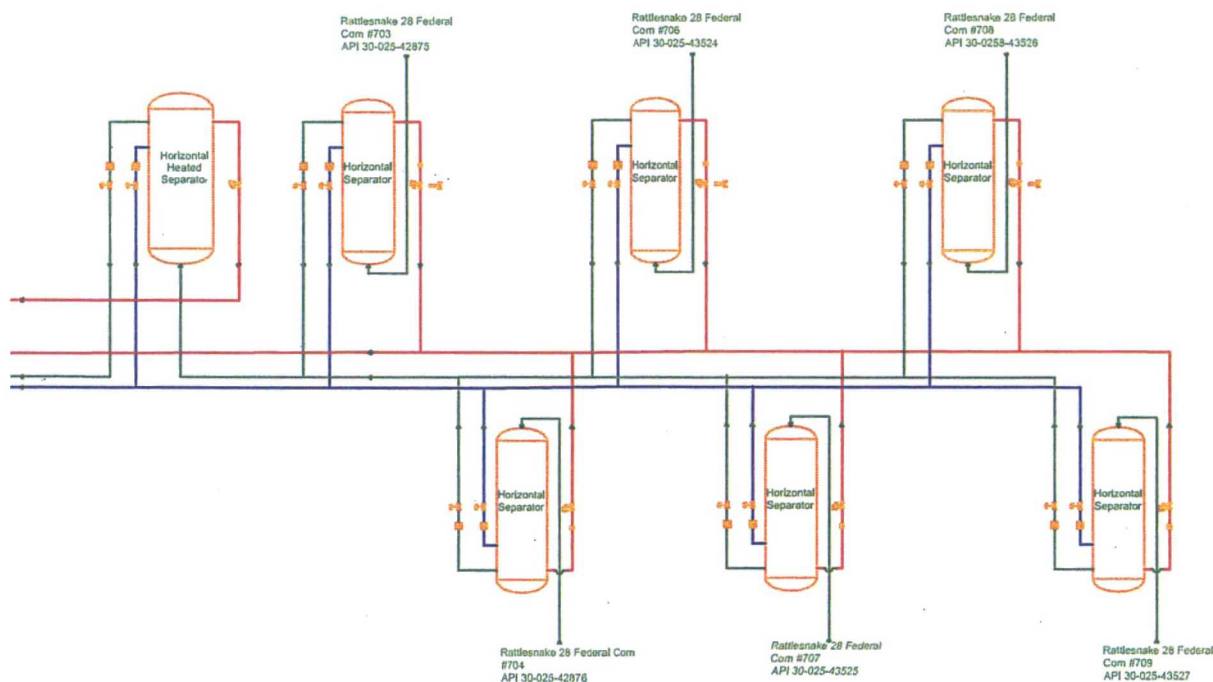 Rattlesnake 28 Federal
Com #703
API 30-025-42875
Rattlesnake 28 Federal
Com #706
API 30-025-43524
Rattlesnake 28 Federal
Com #708
API 30-0258-43526
Horizontal
Heated
Separator
Horizontal
Separator
Horizontal
Separator
Horizontal
Separator
Horizontal
Separator
Horizontal
Separator
Horizontal
Separator
Rattlesnake 28 Federal Com
#704
API 30-025-42876
Rattlesnake 28 Federal
Com #707
API 30-025-43525
Rattlesnake 28 Federal
Com #709
API 30-025-43527